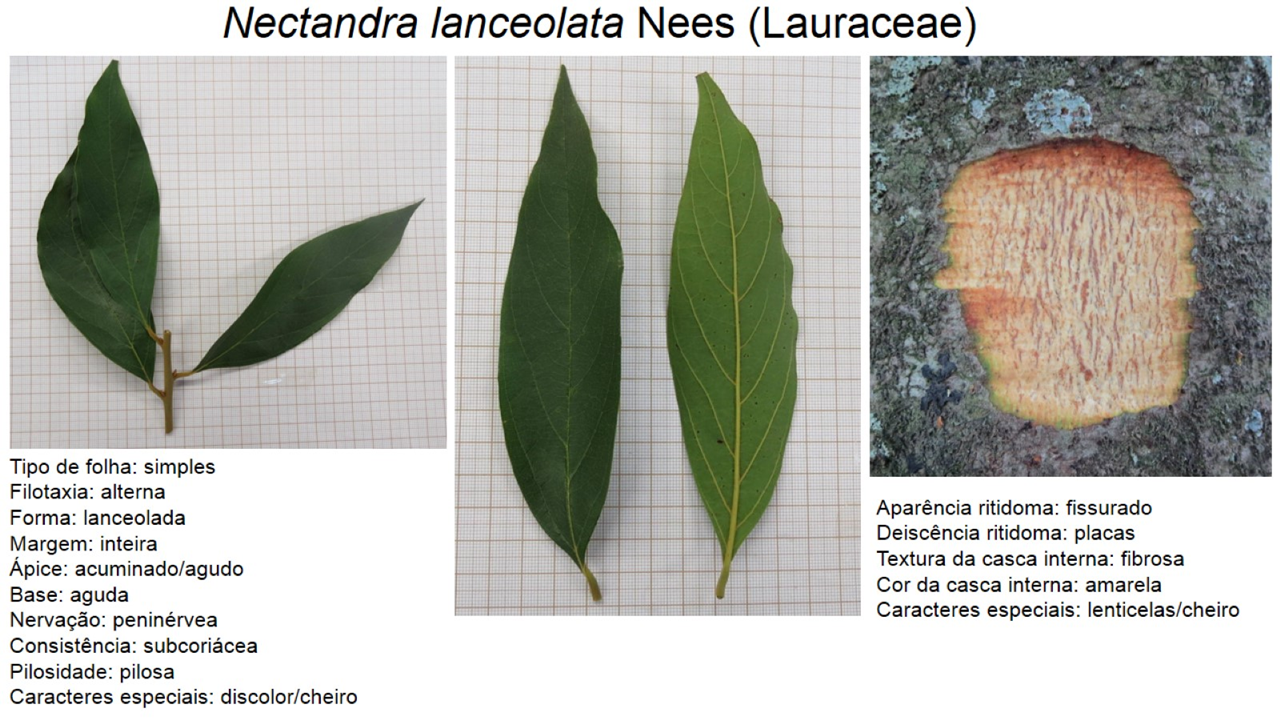 Nectandra lanceolata Nees (Lauraceae)
Tipo de folha: simples
Filotaxia: alterna
Forma: lanceolada
Margem: inteira
Ápice: acuminado/agudo
Base: aguda
Nervação: peninérvea
Consistência: subcoriácea
Pilosidade: pilosa
Caracteres especiais: discolor/cheiro
Aparência ritidoma: fissurado
Deiscência ritidoma: placas
Textura da casca interna: fibrosa
Cor da casca interna: amarela
Caracteres especiais: lenticelas/cheiro